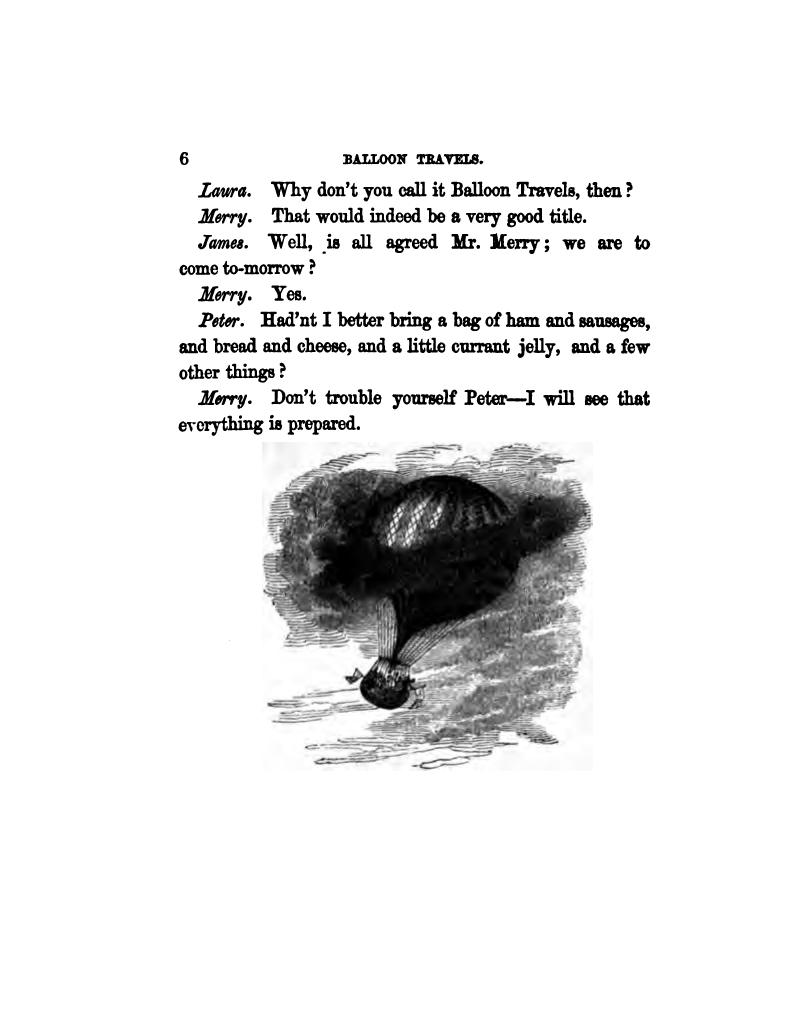 6 BALLOON TRAVELS.
Laura. Why don't you call it Balloon Travels, then?
Merry. That would indeed be a very good title.
James. Well, is all agreed Mr. Merry; we are to
come to-morrow?
Merry. Yes.
Peter. Had'nt I better bring a bag of ham and sausages,
and bread and cheese, and a little currant jelly, and a few
other things?
Merry. Don't trouble yourself Peter—I will see that
everything is prepared.